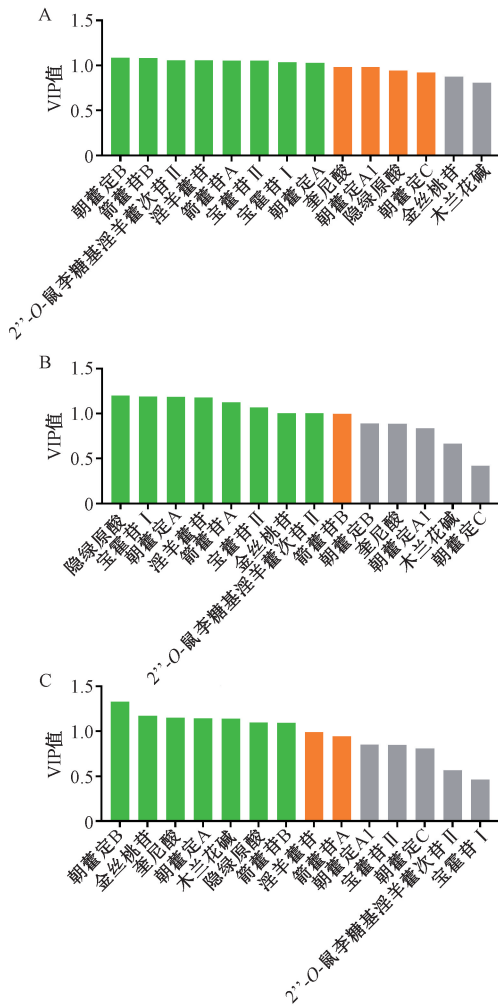 A
VIP值
1.5
1.0
0.5
0
朝藿定B
箭藿苷B
2''-O-鼠李糖基淫羊藿次苷Ⅱ
淫羊藿苷
箭藿苷A
宝藿苷Ⅱ
宝藿苷Ⅰ
朝藿定A
奎尼酸
朝藿定A1
隐绿原酸
朝藿定C
金丝桃苷
木兰花碱
B
VIP值
1.5
1.0
0.5
0
隐绿原酸
宝藿苷Ⅰ
朝藿定A
淫羊藿苷
箭藿苷A
宝藿苷Ⅱ
金丝桃苷
2''-O-鼠李糖基淫羊藿次苷Ⅱ
箭藿苷B
朝藿定B
奎尼酸
朝藿定A1
木兰花碱
朝藿定C
C
VIP值
1.5
1.0
0.5
0
朝藿定B
金丝桃苷
奎尼酸
朝藿定A
木兰花碱
隐绿原酸
箭藿苷B
淫羊藿苷
箭藿苷A
朝藿定A1
宝藿苷Ⅱ
朝藿定C
2''-O-鼠李糖基淫羊藿次苷Ⅱ
宝藿苷Ⅰ